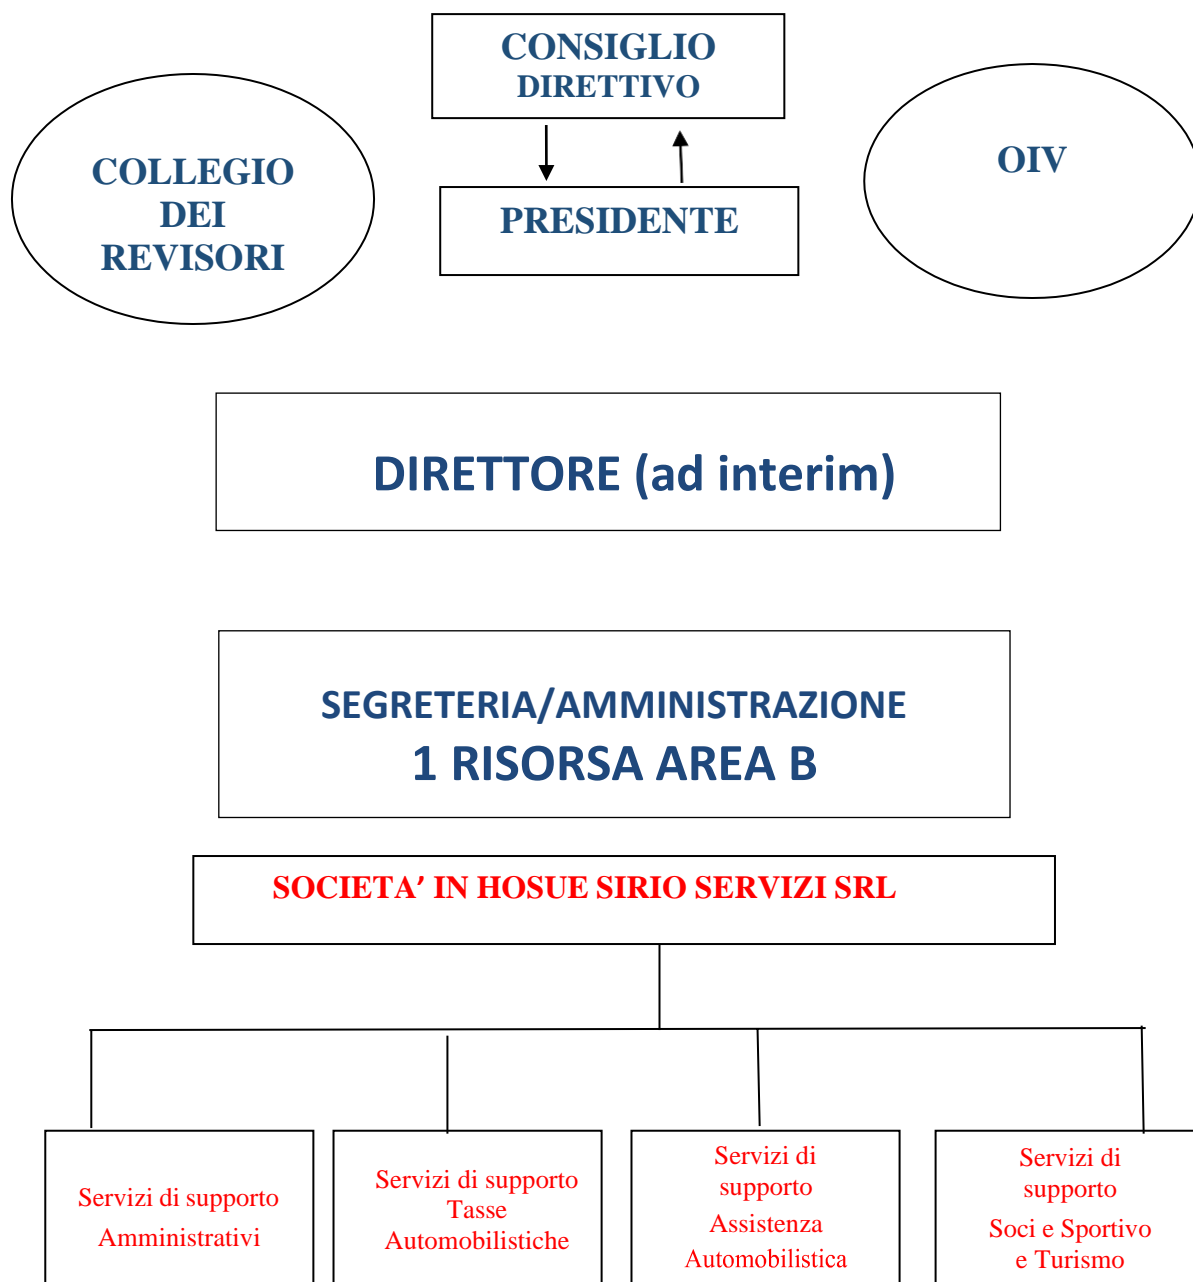 CONSIGLIO
DIRETTIVO
COLLEGIO
DEI
REVISORI
PRESIDENTE
OIV
DIRETTORE (ad interim)
SEGRETERIA/AMMINISTRAZIONE
1 RISORSA AREA B
SOCIETA’ IN HOSUE SIRIO SERVIZI SRL
Servizi di supporto
Amministrativi
Servizi di supporto
Tasse
Automobilistiche
Servizi di
supporto
Assistenza
Automobilistica
Servizi di
supporto
Soci e Sportivo
e Turismo